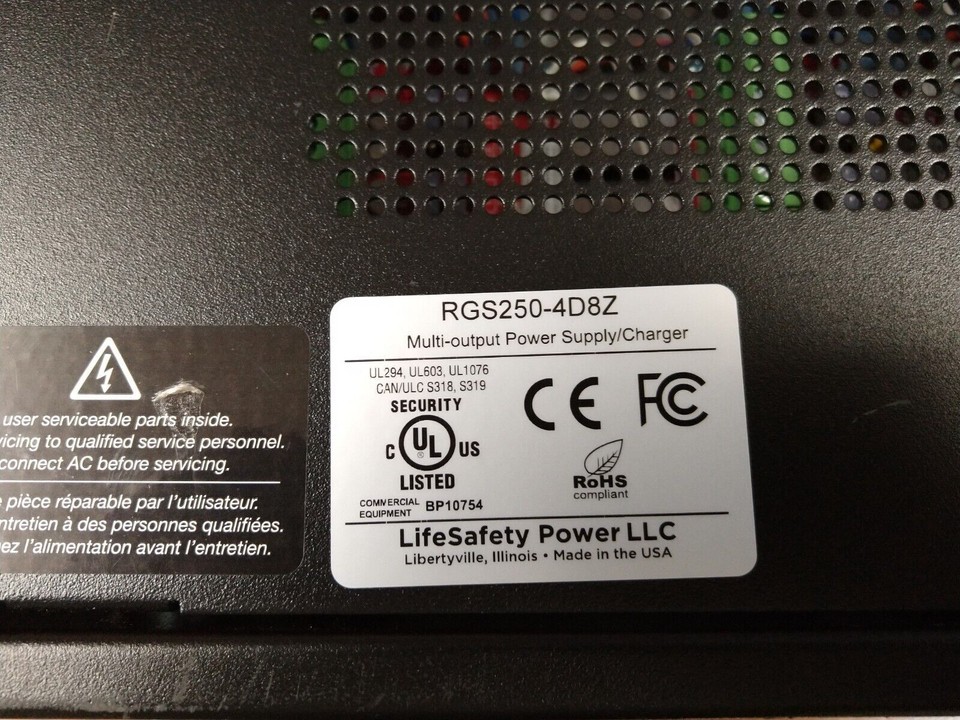 RGS250-4D8Z
Multi-output Power Supply/Charger
UL294, UL603, UL1076
CAN/ULC S318, S319
SECURITY
C UL ® US
LISTED
COMMERCIAL
EQUIPMENT BP10754
CE FC
RoHS
compliant
LifeSafety Power LLC
Libertyville, Illinois • Made in the USA
user serviceable parts inside.
vicing to qualified service personnel.
connect AC before servicing.
pièce réparable par l'utilisateur.
ntretien à des personnes qualifiées.
ez l'alimentation avant l'entretien.